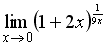 lim(1 + 2x)^(1/9x)
x→0